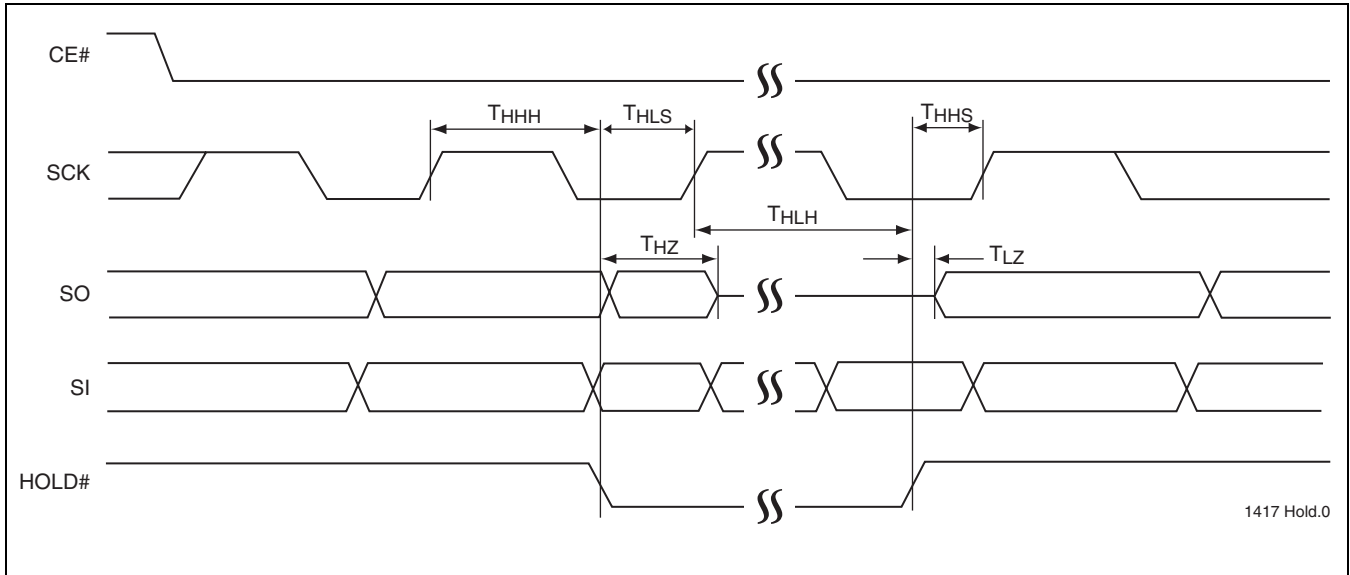 CE#
THHH
THLS
THHS
SCK
THLH
THZ
TLZ
SO
SI
HOLD#
1417 Hold.0